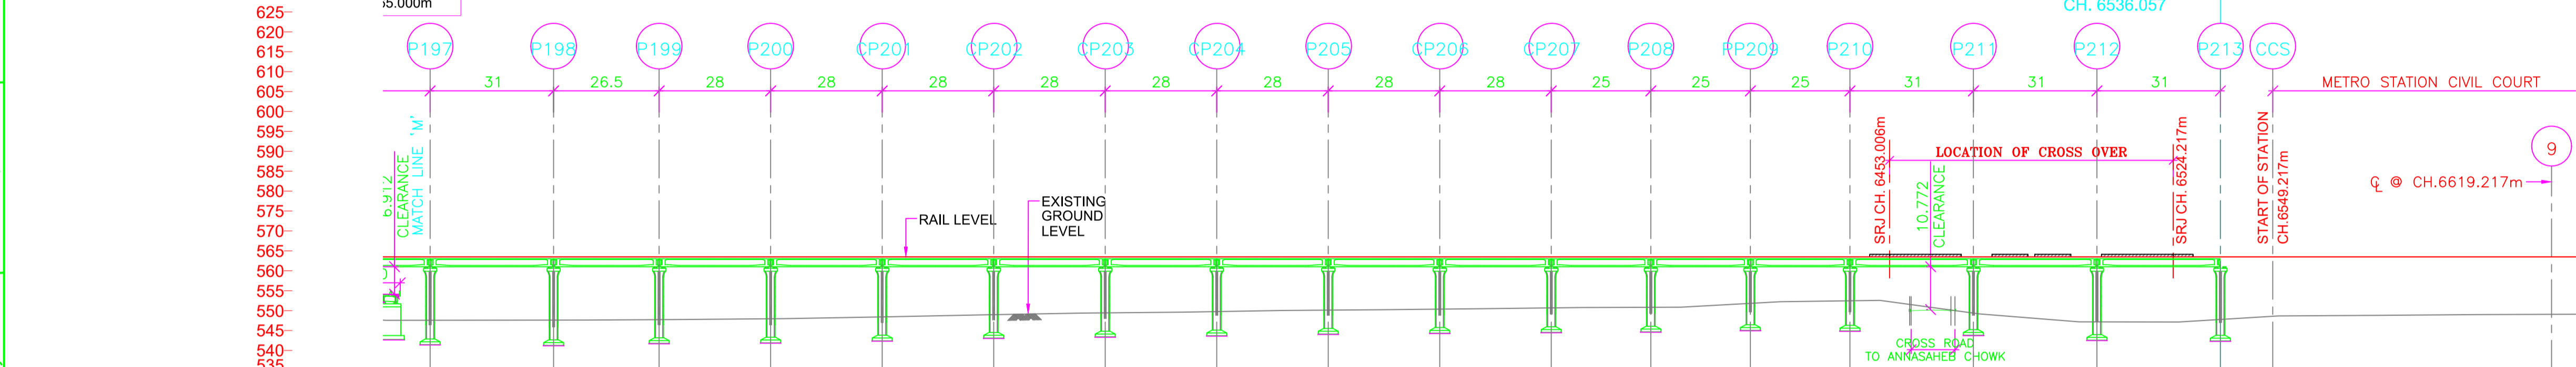 CH. 6536.057
625
620
615
610
605
600
595
590
585
580
575
570
565
560
555
550
545
540
535
P197
P198
P199
P200
CP201
CP202
CP203
CP204
P205
CP206
CP207
P208
PP209
P210
P211
P212
P213
CCS
31
26.5
28
28
28
28
28
28
28
28
25
25
25
31
31
31
METRO STATION CIVIL COURT
6.912
CLEARANCE
MATCH LINE 'M'
RAIL LEVEL
EXISTING
GROUND
LEVEL
SRJ CH. 6453.006m
LOCATION OF CROSS OVER
10.772
CLEARANCE
SRJ CH. 6524.217m
START OF STATION
CH.6549.217m
℄ @ CH.6619.217m
9
CROSS ROAD
TO ANNASAHEB CHOWK